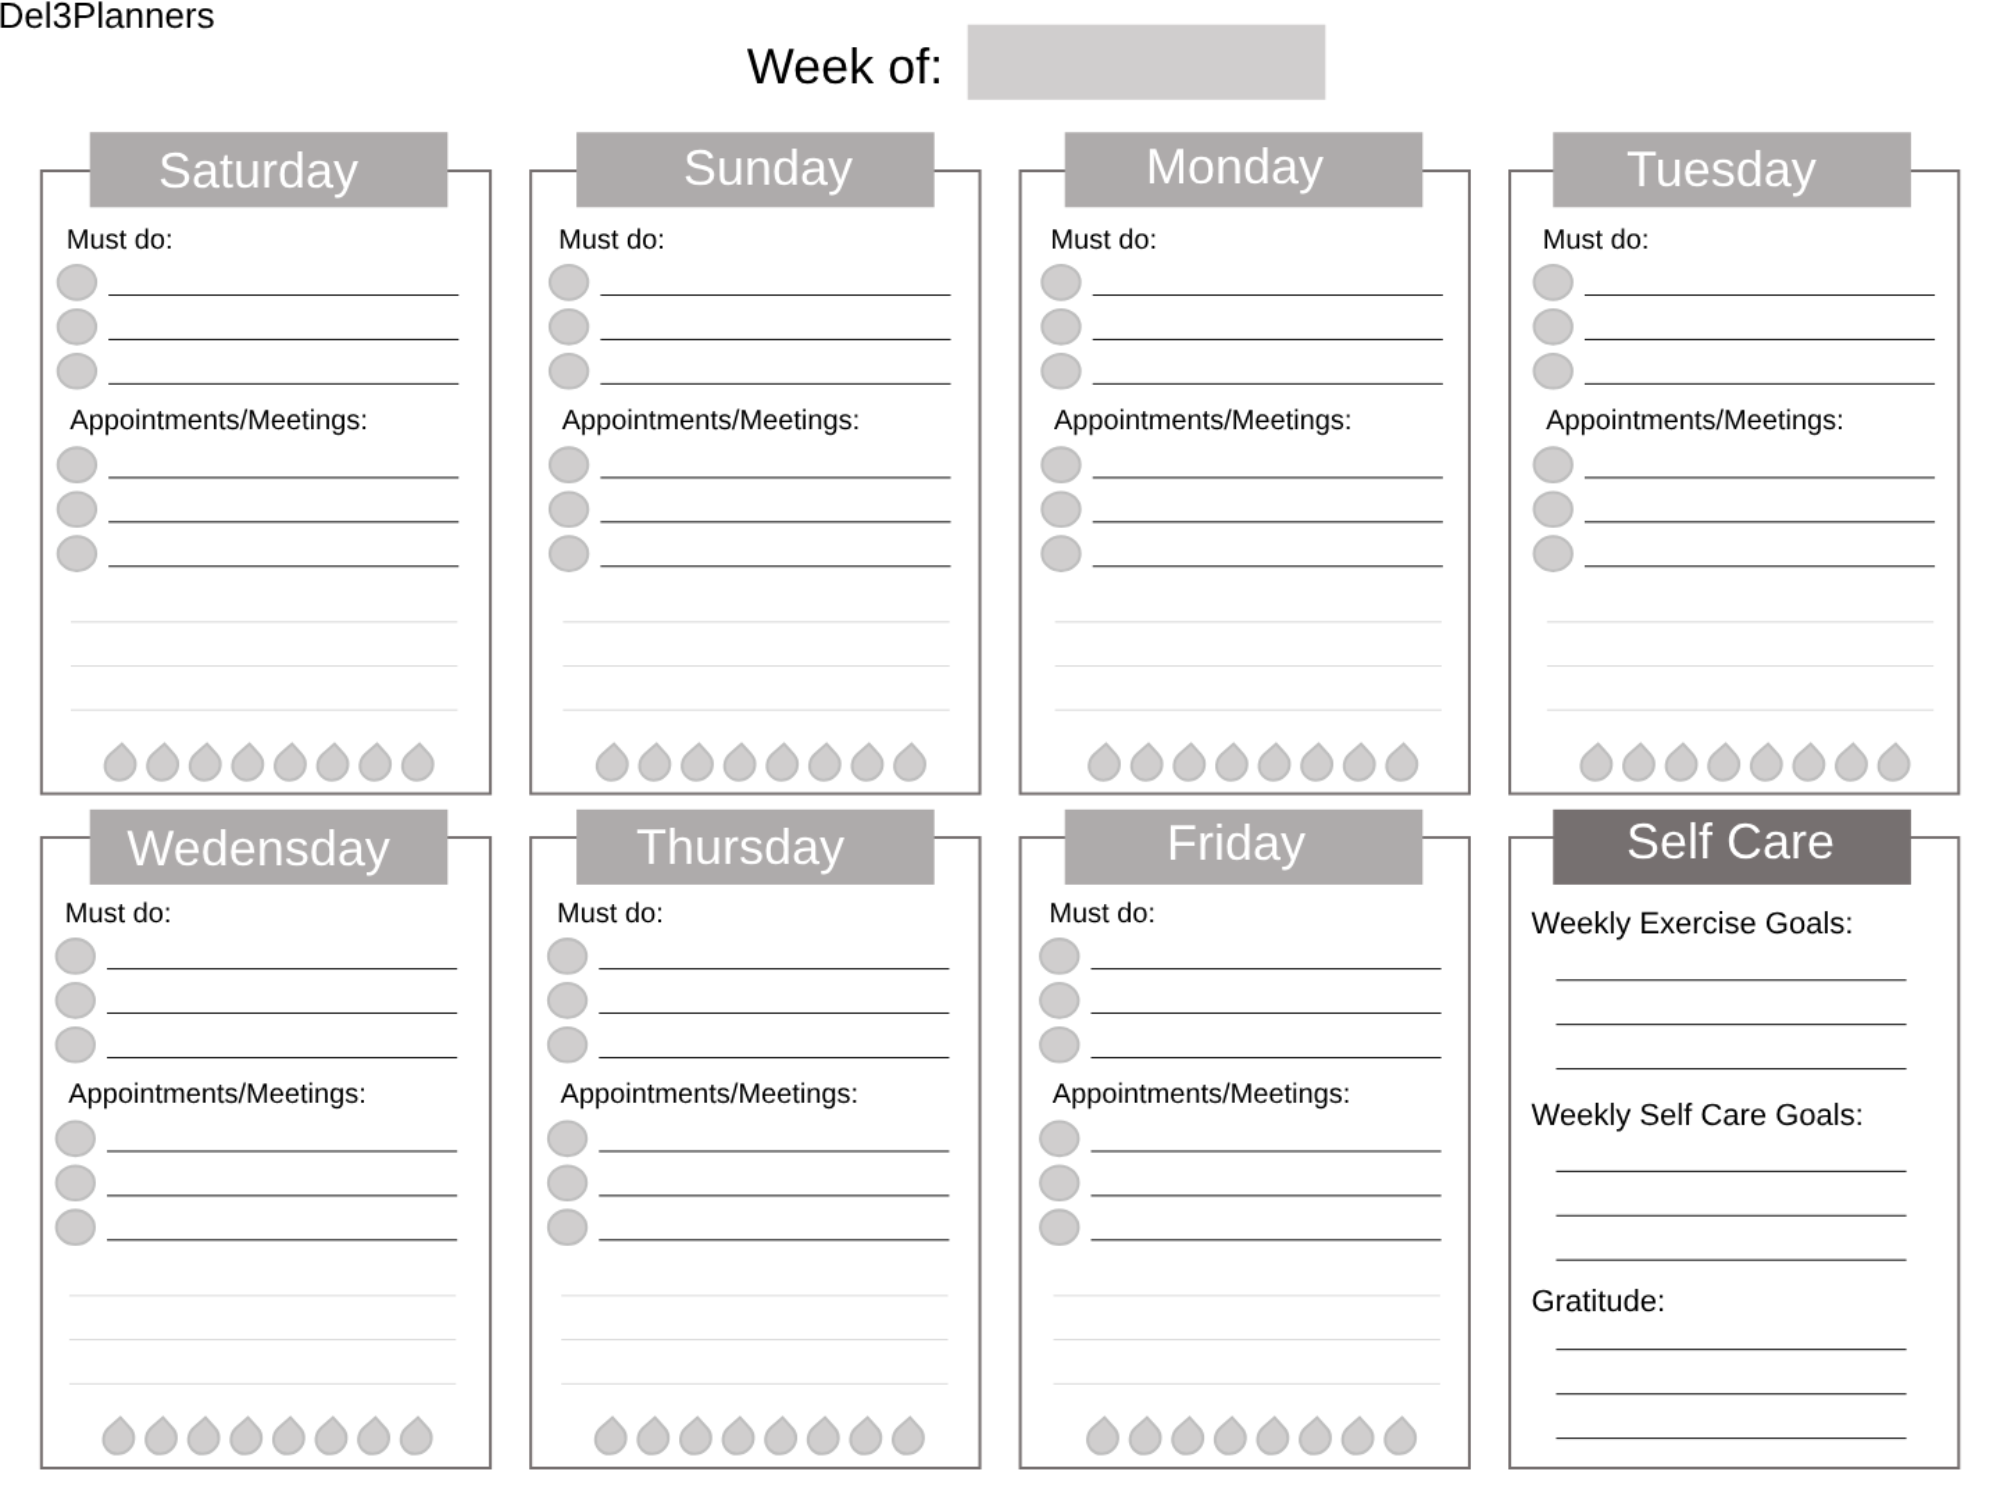 Del3Planners
Week of:
Saturday
Must do:
Appointments/Meetings:
Sunday
Must do:
Appointments/Meetings:
Monday
Must do:
Appointments/Meetings:
Tuesday
Must do:
Appointments/Meetings:
Wedensday
Must do:
Appointments/Meetings:
Thursday
Must do:
Appointments/Meetings:
Friday
Must do:
Appointments/Meetings:
Self Care
Weekly Exercise Goals:
Weekly Self Care Goals:
Gratitude: